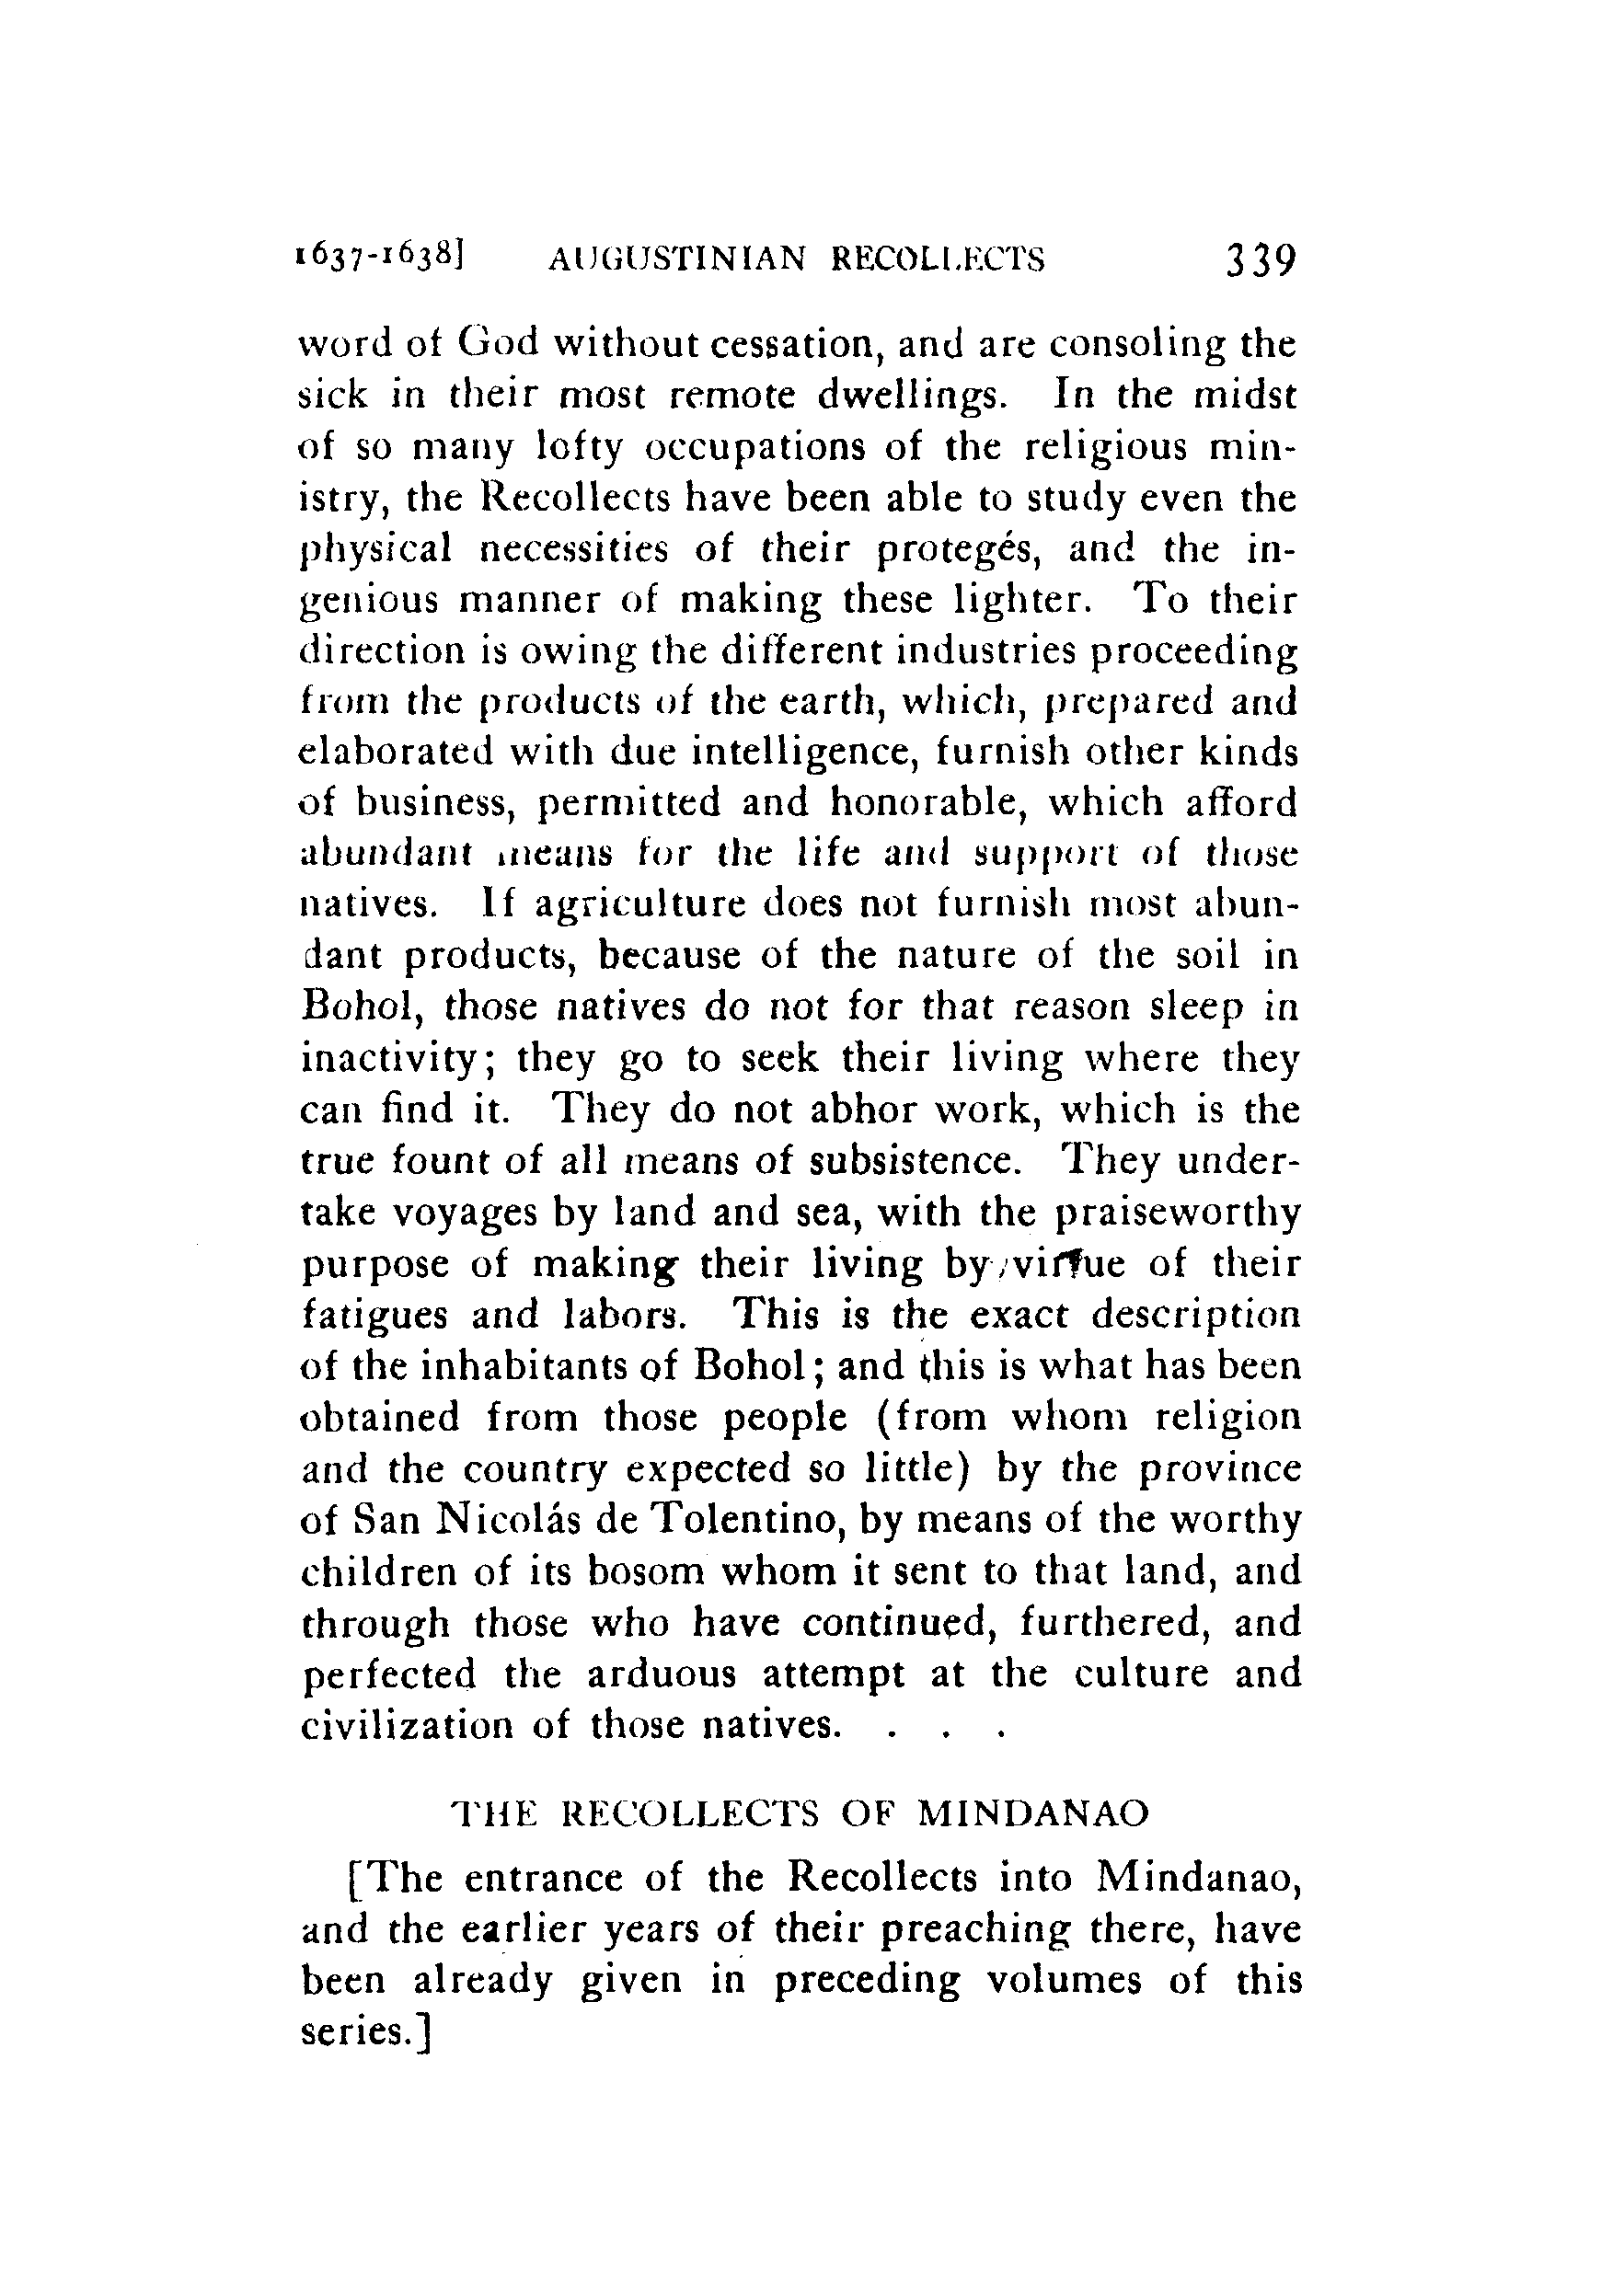 1637-1638] AUGUSTINIAN RECOLLECTS 339
word of God without cessation, and are consoling the
sick in their most remote dwellings. In the midst
of so many lofty occupations of the religious min-
istry, the Recollects have been able to study even the
physical necessities of their protegés, and the in-
genious manner of making these lighter. To their
direction is owing the different industries proceeding
from the products of the earth, which, prepared and
elaborated with due intelligence, furnish other kinds
of business, permitted and honorable, which afford
abundant means for the life and support of those
natives. If agriculture does not furnish most abun-
dant products, because of the nature of the soil in
Bohol, those natives do not for that reason sleep in
inactivity; they go to seek their living where they
can find it. They do not abhor work, which is the
true fount of all means of subsistence. They under-
take voyages by land and sea, with the praiseworthy
purpose of making their living by virtue of their
fatigues and labors. This is the exact description
of the inhabitants of Bohol; and this is what has been
obtained from those people (from whom religion
and the country expected so little) by the province
of San Nicolás de Tolentino, by means of the worthy
children of its bosom whom it sent to that land, and
through those who have continued, furthered, and
perfected the arduous attempt at the culture and
civilization of those natives. . . .
THE RECOLLECTS OF MINDANAO
[The entrance of the Recollects into Mindanao,
and the earlier years of their preaching there, have
been already given in preceding volumes of this
series.]